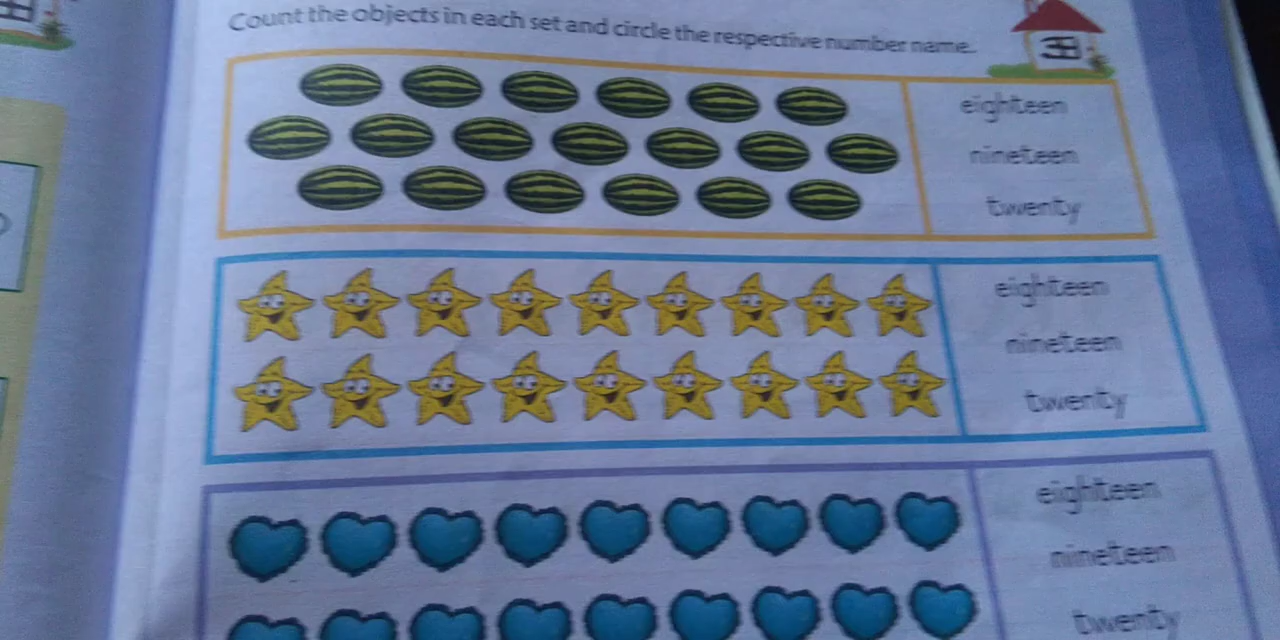 Count the objects in each set and circle the respective number name.
eighteen
nineteen
twenty
eighteen
nineteen
twenty
eighteen
nineteen
twenty